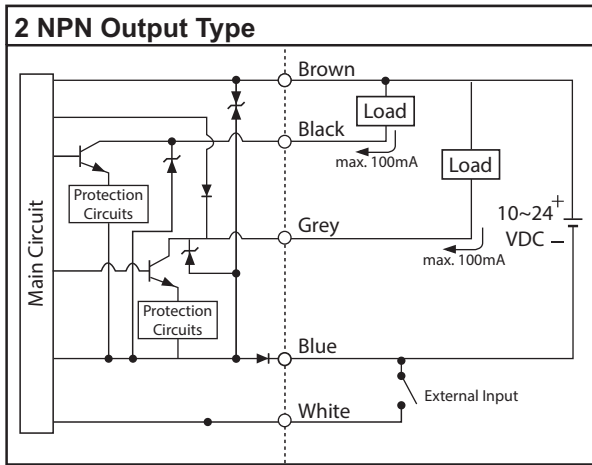 2 NPN Output Type
Brown
Load
Black
max. 100mA
Load
Protection
Circuits
10~24 +
VDC −
Grey
max. 100mA
Main Circuit
Protection
Circuits
Blue
External Input
White